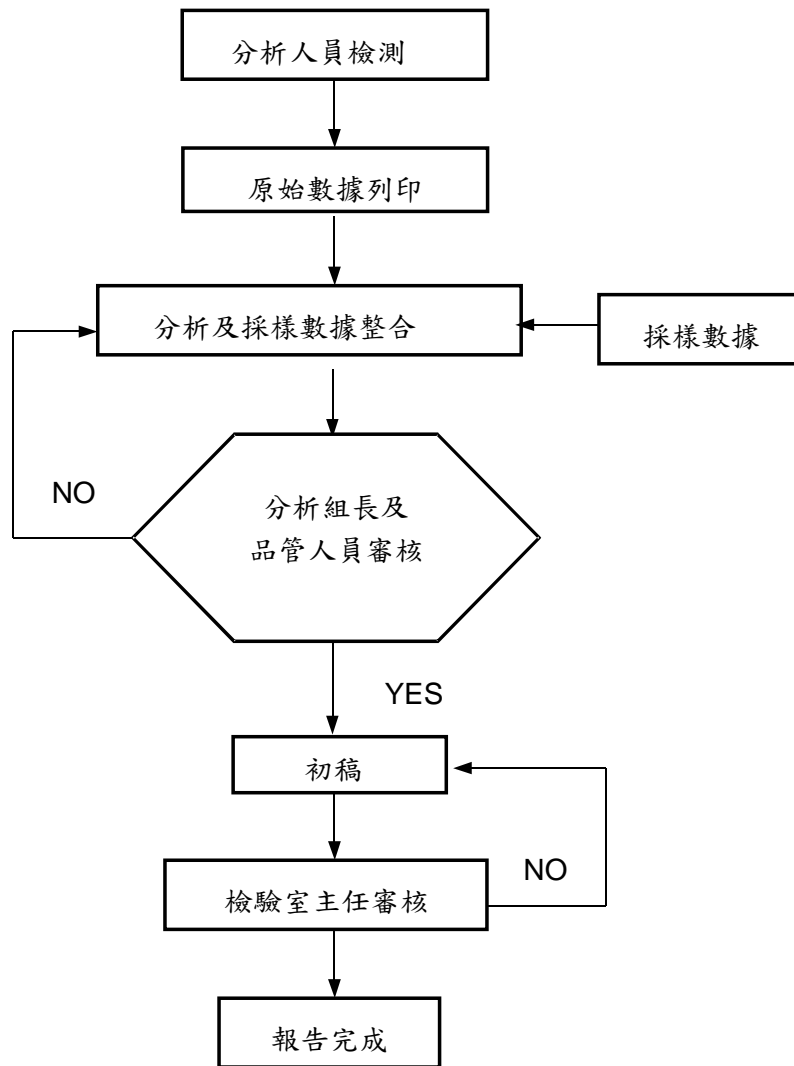 分析人員檢測
原始數據列印
分析及採樣數據整合
採樣數據
NO
分析組長及
品管人員審核
YES
初稿
NO
檢驗室主任審核
報告完成